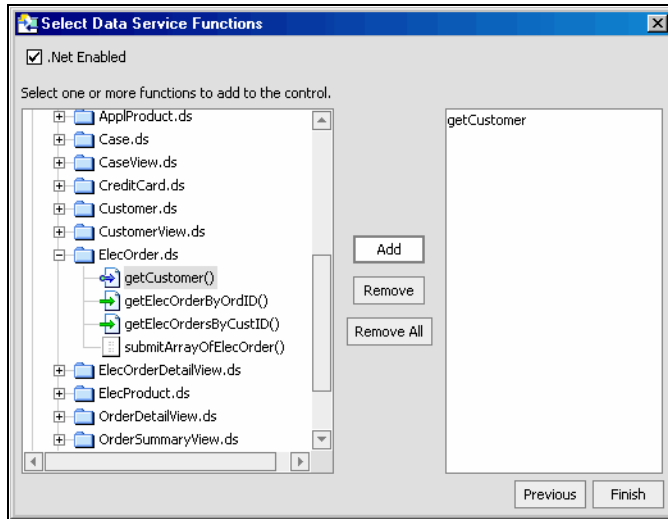 Select Data Service Functions
.Net Enabled
Select one or more functions to add to the control.
ApplProduct.ds
Case.ds
CaseView.ds
CreditCard.ds
Customer.ds
CustomerView.ds
ElecOrder.ds
getCustomer()
getElecOrderByOrdID()
getElecOrdersByCustID()
submitArrayOfElecOrder()
ElecOrderDetailView.ds
ElecProduct.ds
OrderDetailView.ds
OrderSummaryView.ds
Add
Remove
Remove All
getCustomer
Previous
Finish